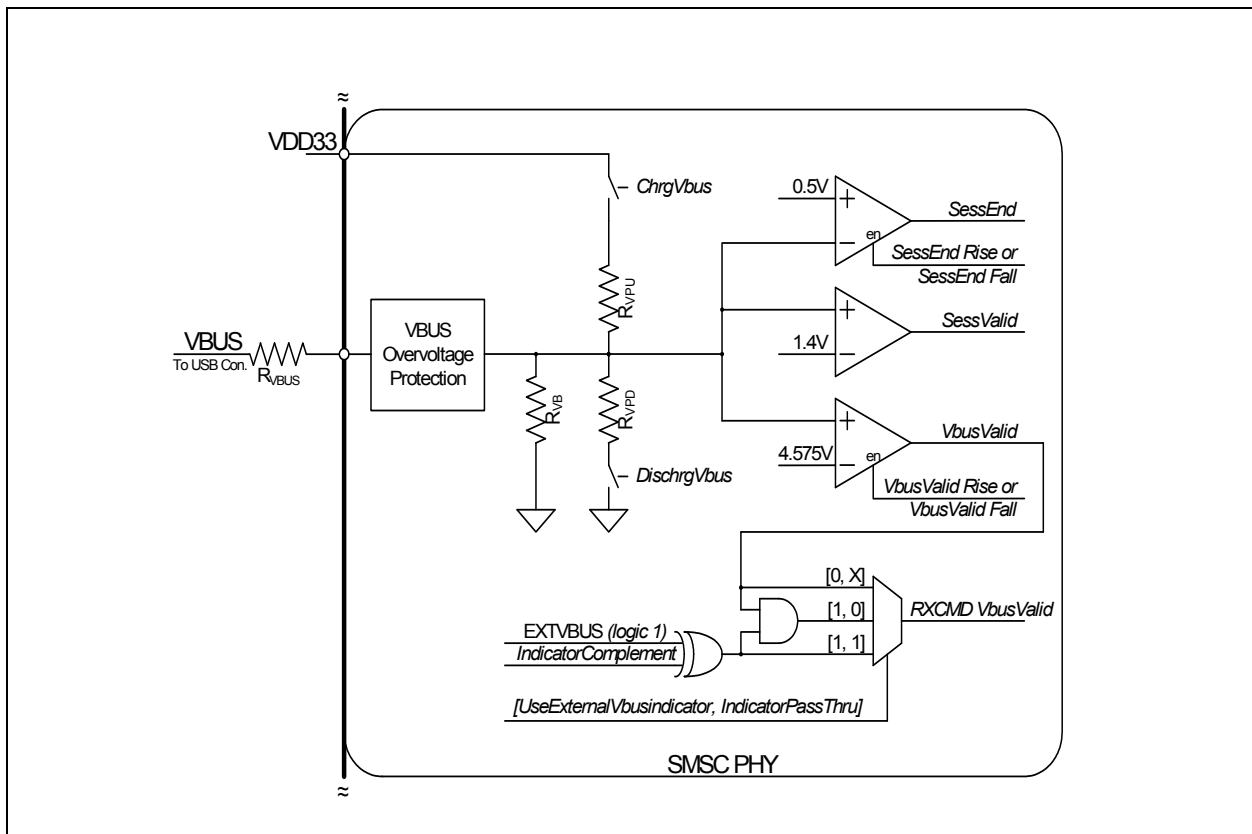 ≈
VDD33
ChrgVbus
0.5V
+
−
en
SessEnd
SessEnd Rise or
SessEnd Fall
RVPU
+
1.4V
−
SessValid
VBUS
To USB Con.
RVBUS
VBUS
Overvoltage
Protection
RVB
RVPD
DischrgVbus
+
4.575V
−
en
VbusValid
VbusValid Rise or
VbusValid Fall
[0, X]
[1, 0]
[1, 1]
RXCMD VbusValid
EXTVBUS (logic 1)
IndicatorComplement
[UseExternalVbusindicator, IndicatorPassThru]
SMSC PHY
≈